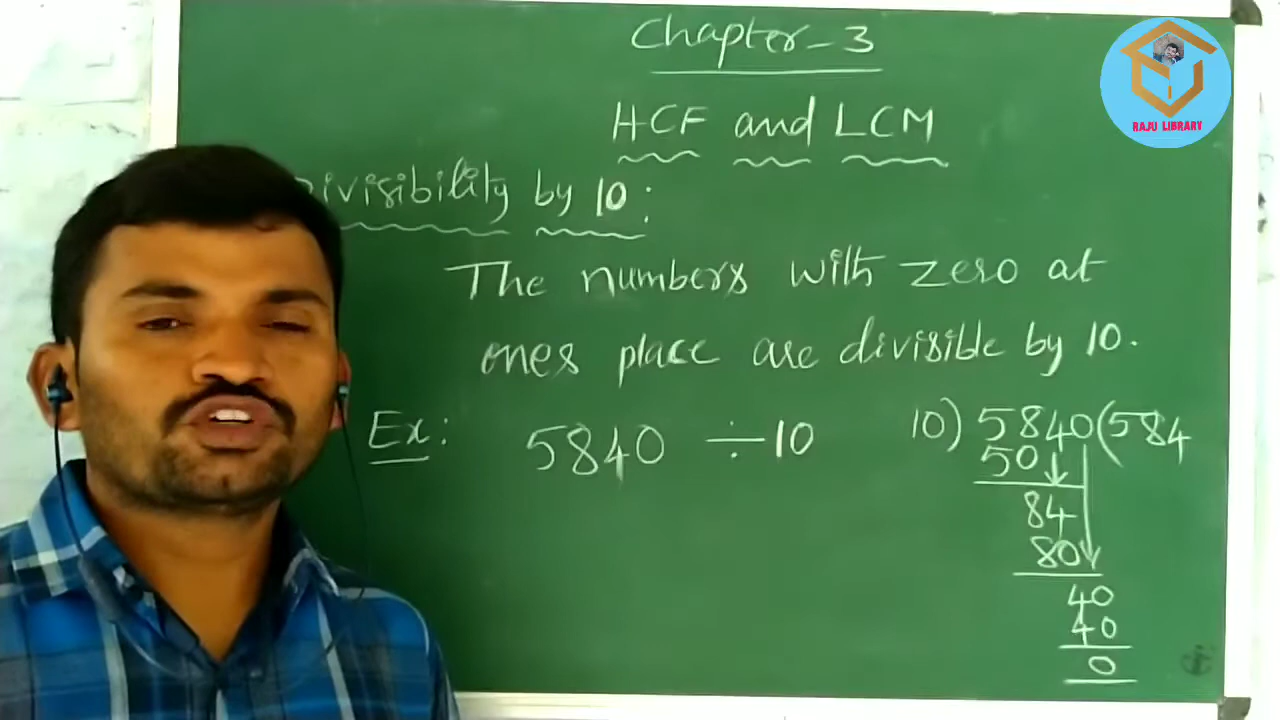 Chapter-3
RAJU LIBRARY
HCF and LCM
Divisibility by 10:
The numbers with zero at
ones place are divisible by 10.
Ex: 5840 ÷ 10
10) 5840 (584
50
84
80
40
40
0